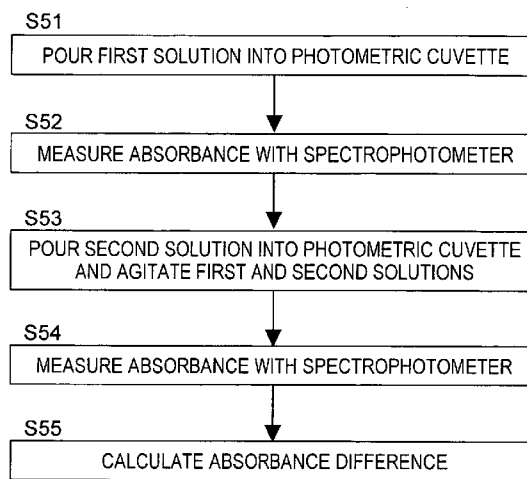 S51
POUR FIRST SOLUTION INTO PHOTOMETRIC CUVETTE
S52
MEASURE ABSORBANCE WITH SPECTROPHOTOMETER
S53
POUR SECOND SOLUTION INTO PHOTOMETRIC CUVETTE
AND AGITATE FIRST AND SECOND SOLUTIONS
S54
MEASURE ABSORBANCE WITH SPECTROPHOTOMETER
S55
CALCULATE ABSORBANCE DIFFERENCE